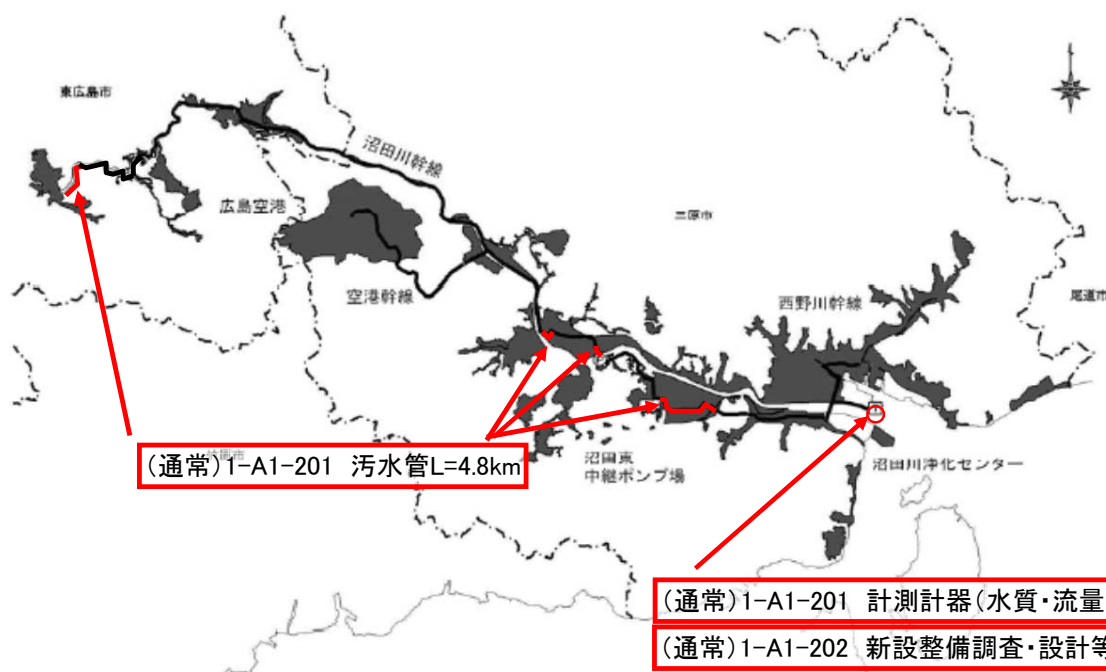 東広島市
沼田川幹線
広島空港
三原市
空港幹線
西野川幹線
尾道市
(通常)1-A1-201 汚水管L=4.8km
沼田東
中継ポンプ場
沼田川浄化センター
(通常)1-A1-201 計測計器(水質・流量
(通常)1-A1-202 新設整備調査・設計等